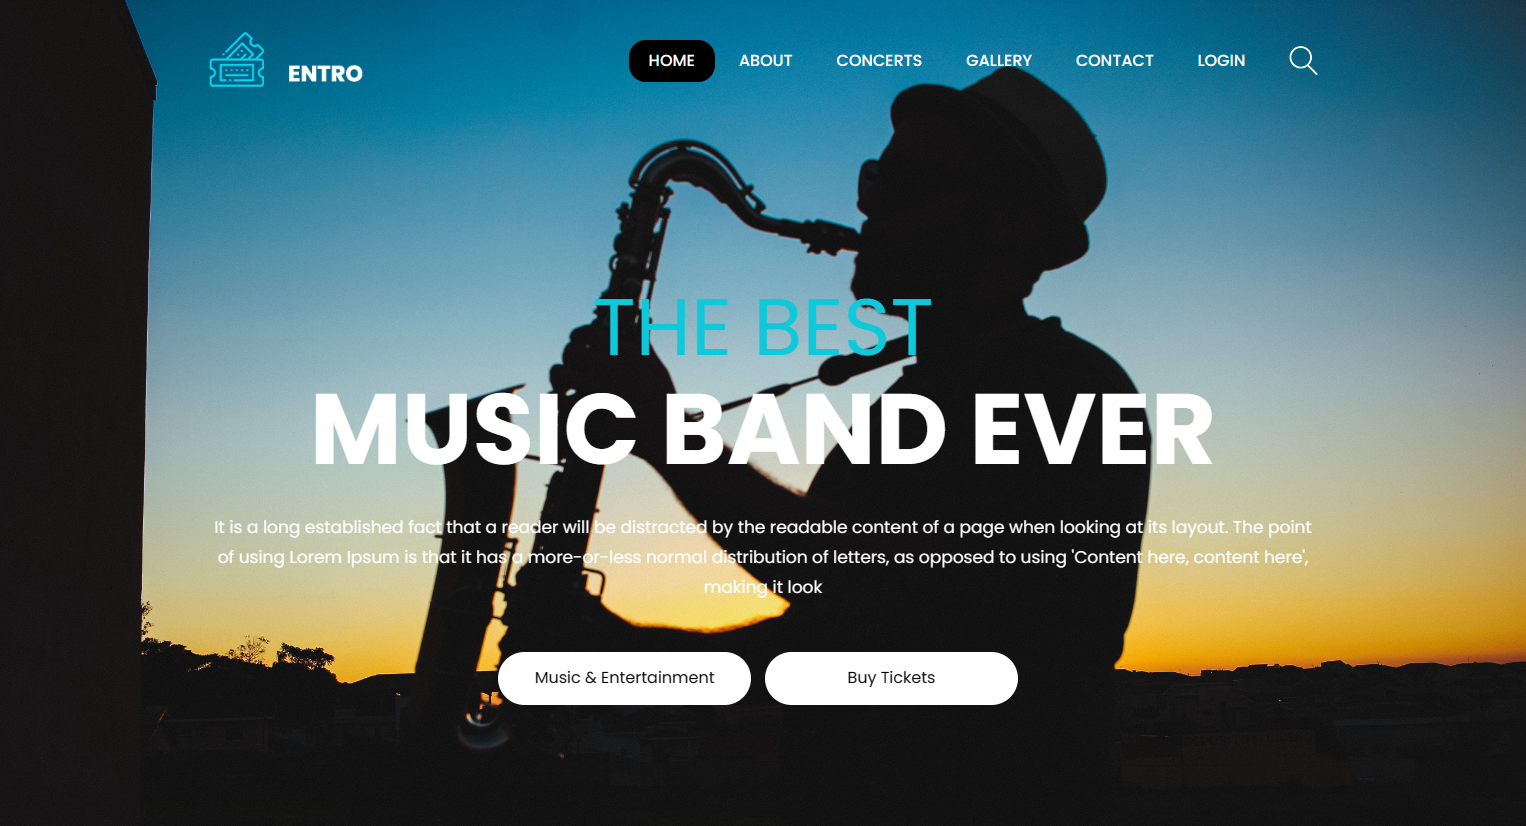 ENTRO
HOME ABOUT CONCERTS GALLERY CONTACT LOGIN
THE BEST
MUSIC BAND EVER
It is a long established fact that a reader will be distracted by the readable content of a page when looking at its layout. The point
of using Lorem Ipsum is that it has a more-or-less normal distribution of letters, as opposed to using 'Content here, content here',
making it look
Music & Entertainment
Buy Tickets